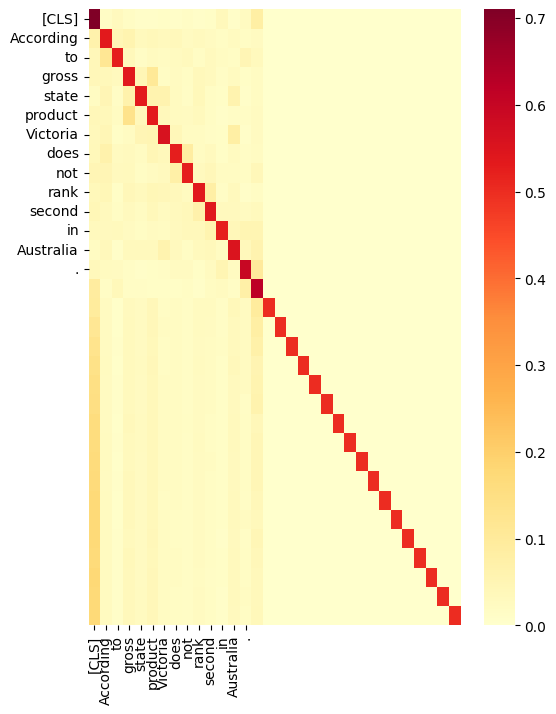 [CLS]
According
to
gross
state
product
Victoria
does
not
rank
second
in
Australia
.
0.7
0.6
0.5
0.4
0.3
0.2
0.1
0.0
[CLS]
According
to
gross
state
product
Victoria
does
not
rank
second
in
Australia
.